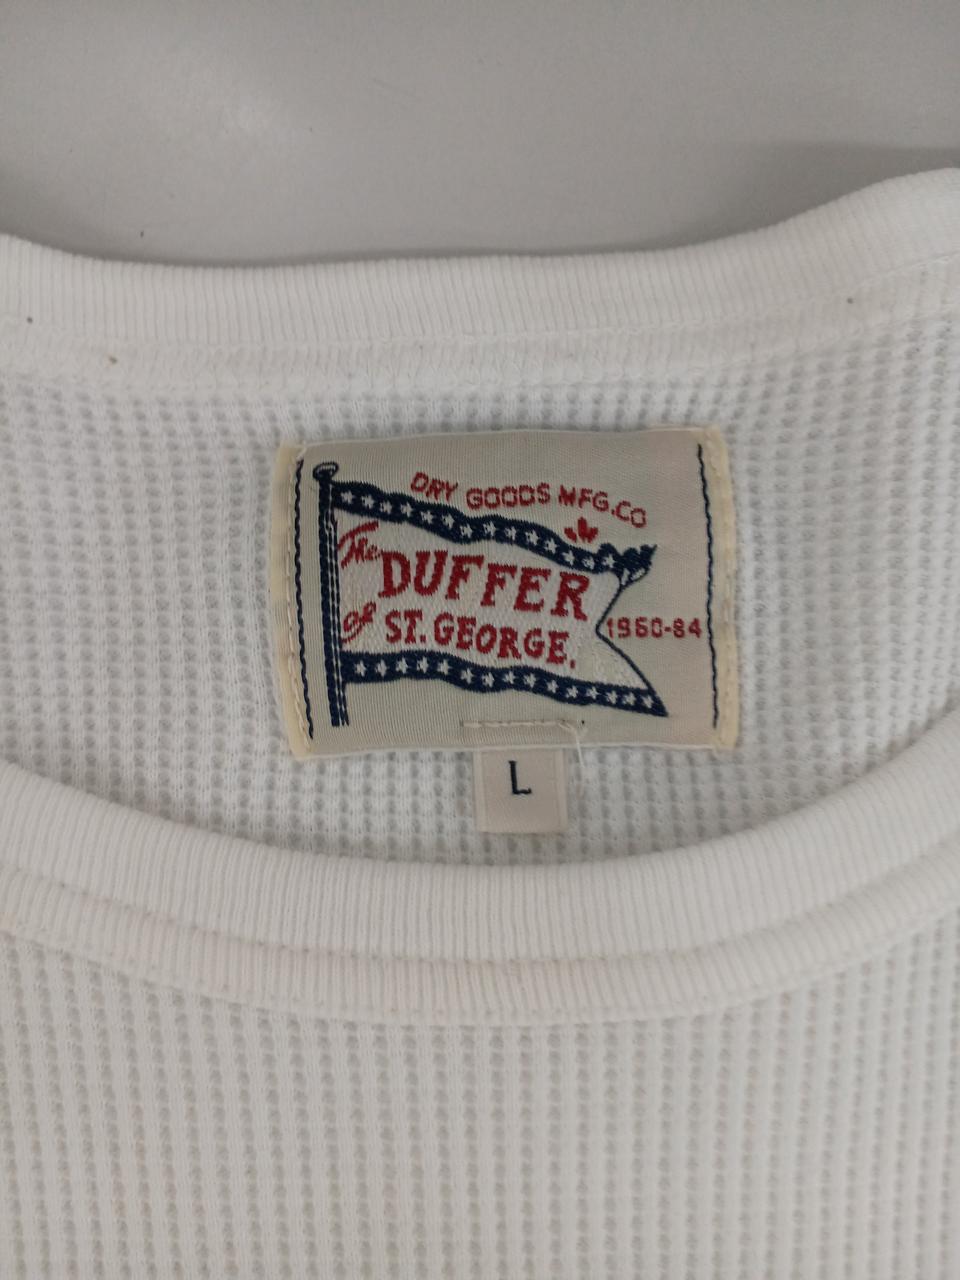 DRY GOODS MFG.CO
The DUFFER
of ST. GEORGE.
1960-84
L